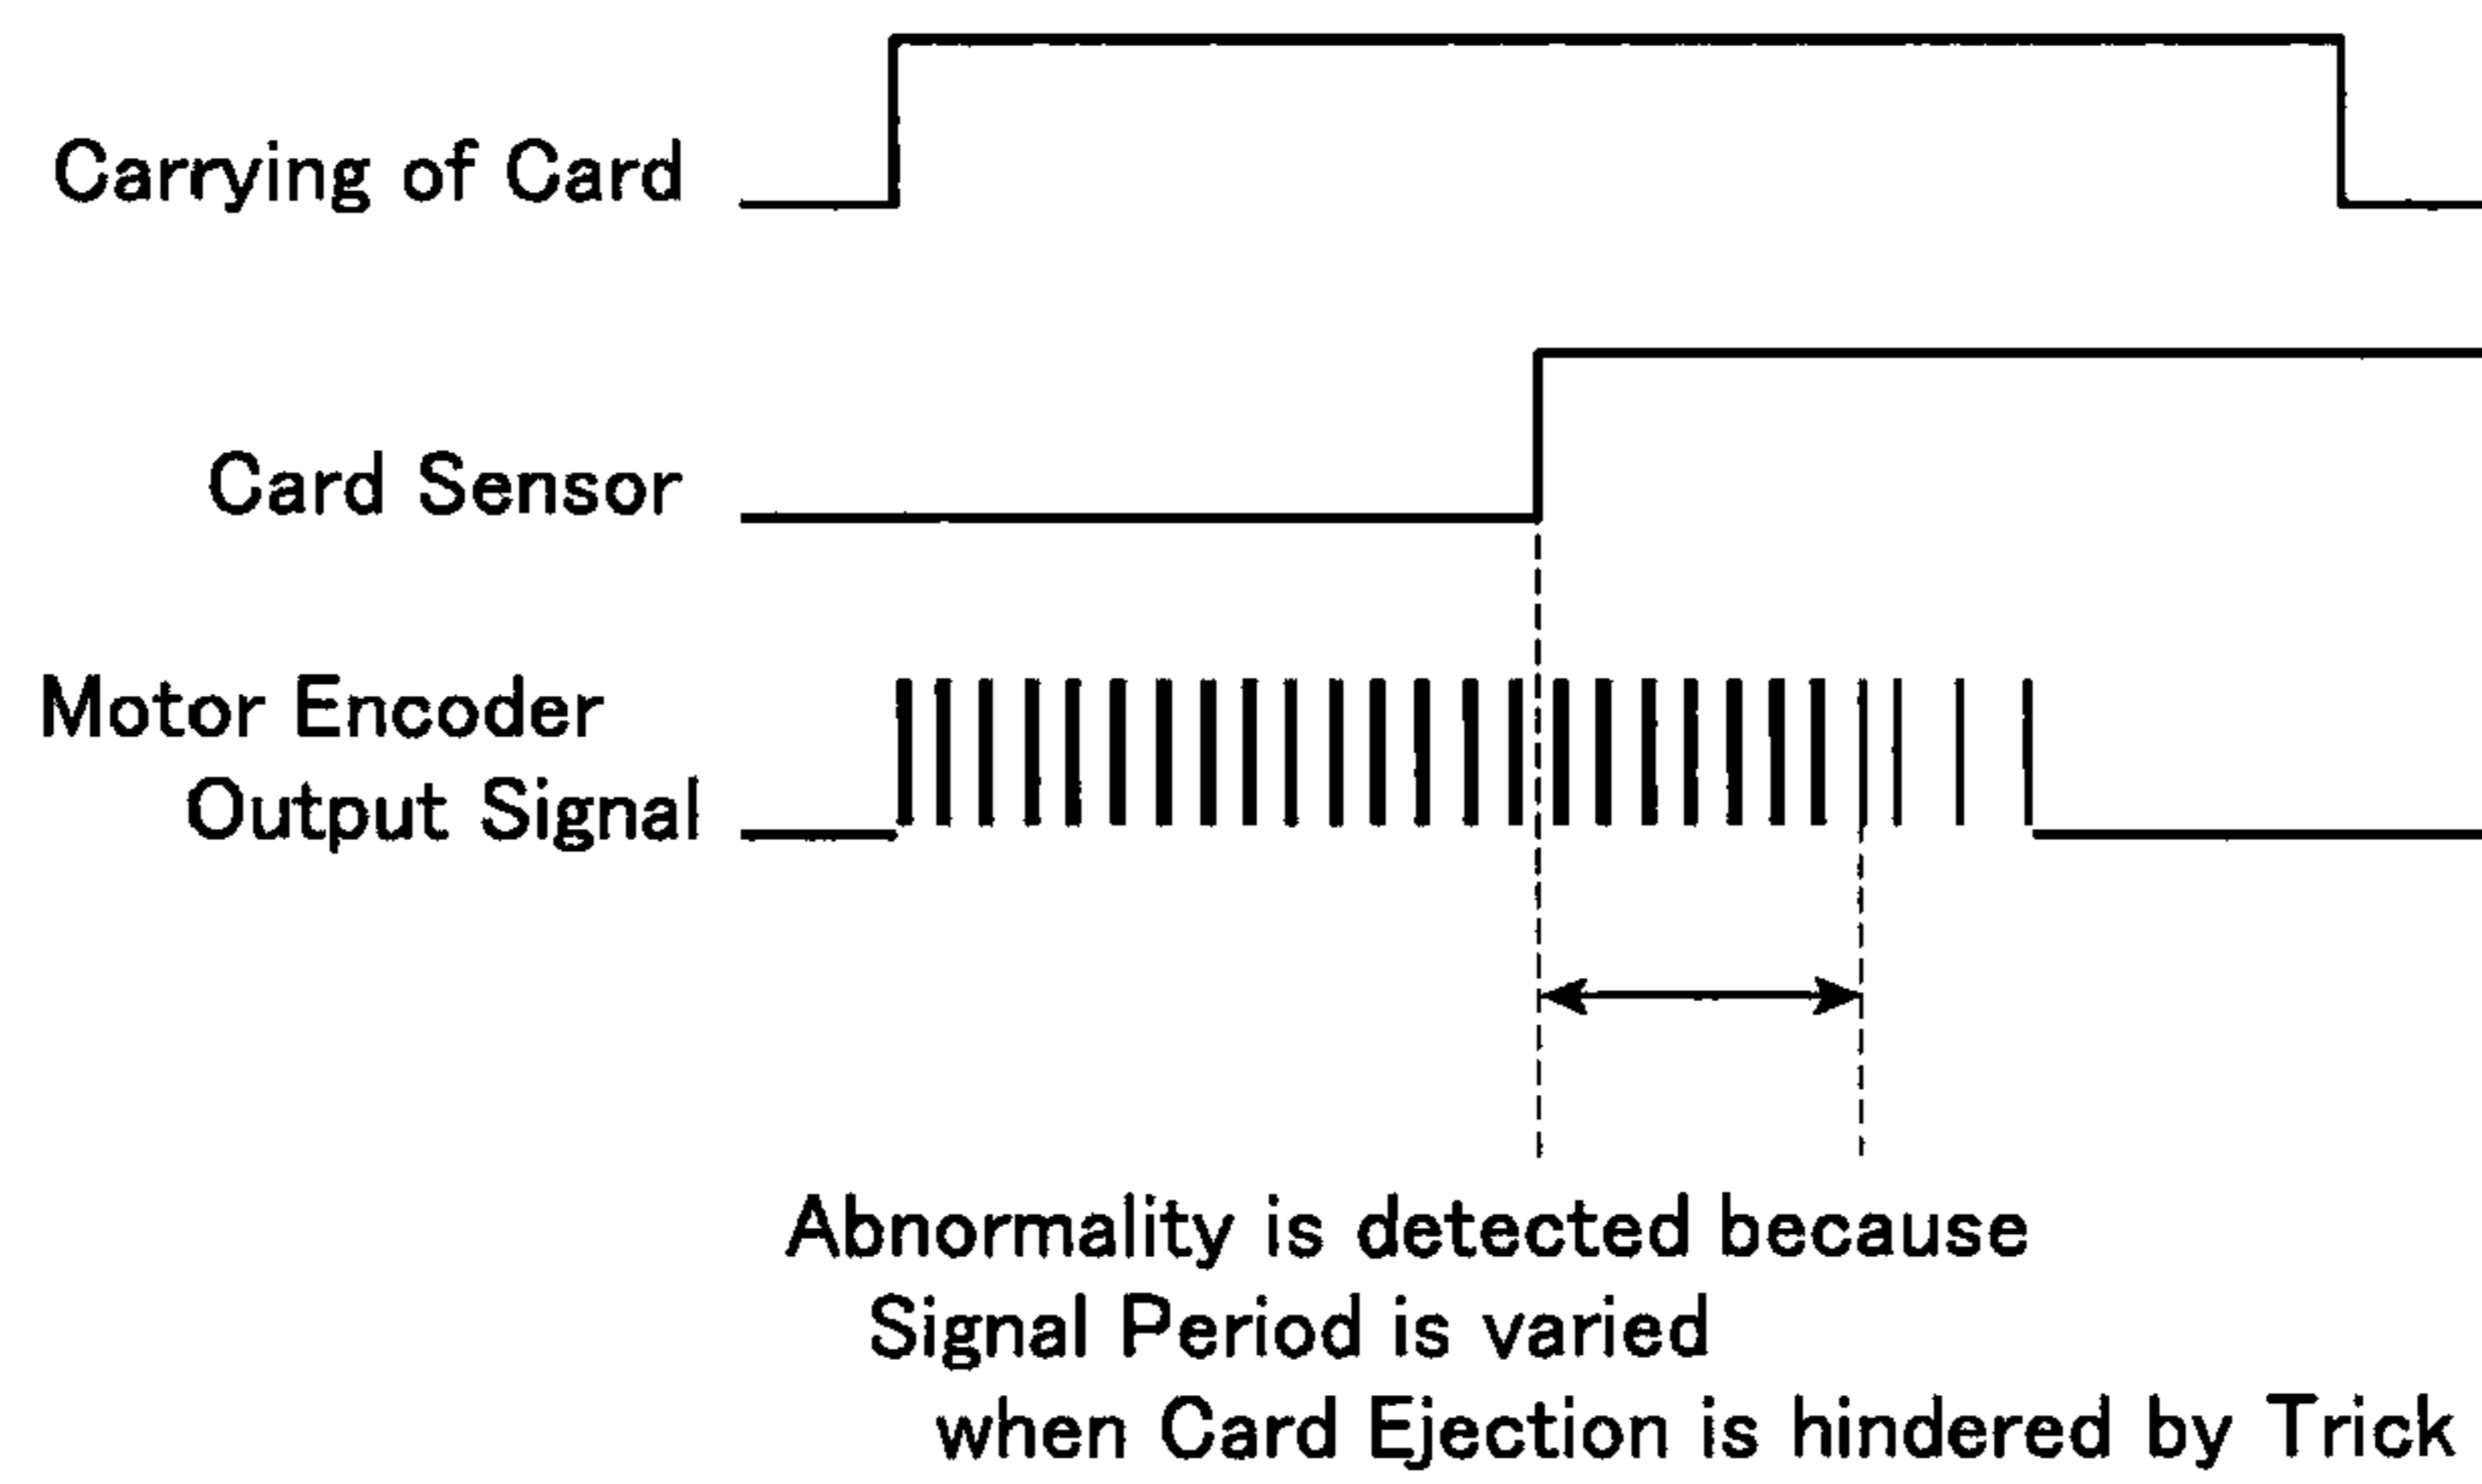 Carrying of Card
Card Sensor
Motor Encoder
Output Signal
Abnormality is detected because
Signal Period is varied
when Card Ejection is hindered by Trick